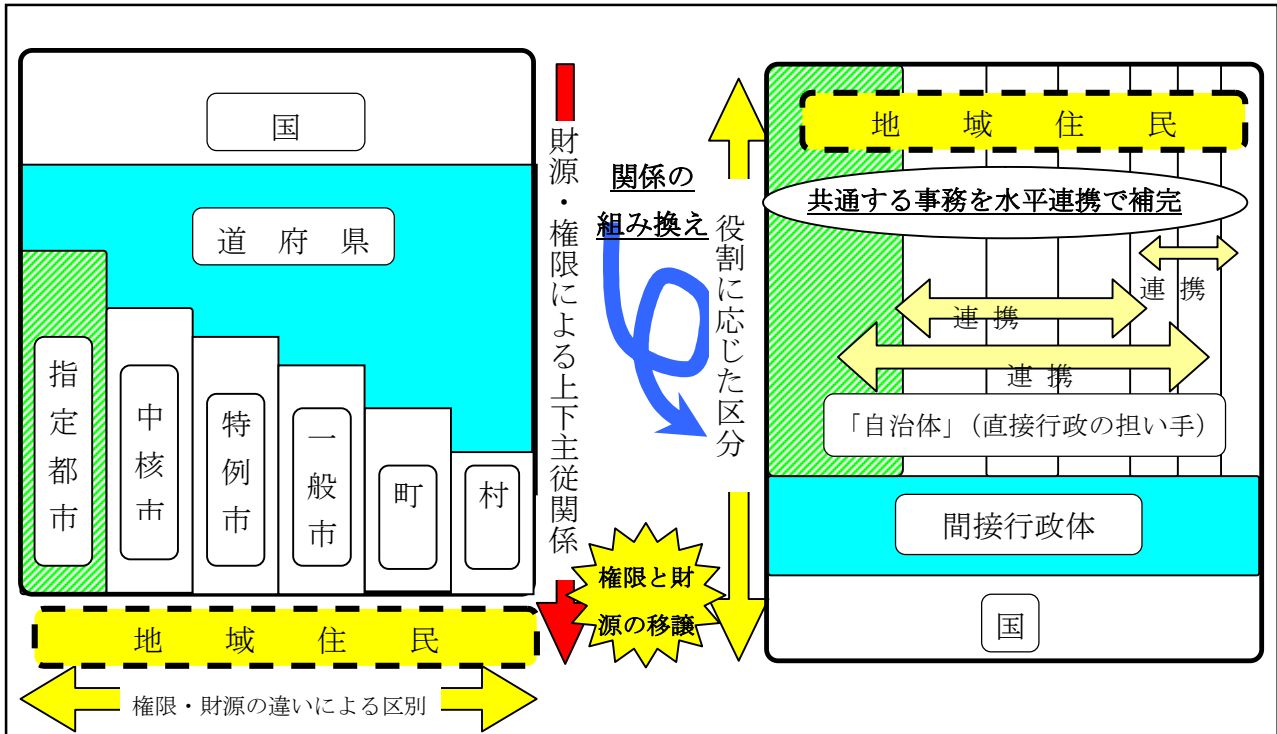 国
道 府 県
指定都市
中核市
特例市
一般市
町
村
地 域 住 民
権限・財源の違いによる区別
財源・権限による上下主従関係
関係の
組み換え
権限と財
源の移譲
役割に応じた区分
地 域 住 民
共通する事務を水平連携で補完
連 携
連 携
連 携
「自治体」（直接行政の担い手）
間接行政体
国